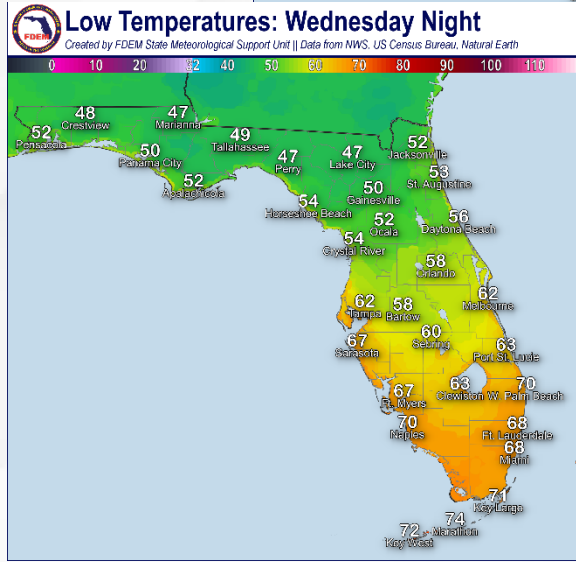 Low Temperatures: Wednesday Night
Created by FDEM State Meteorological Support Unit || Data from NWS. US Census Bureau, Natural Earth
FDEM
0 10 20 32 40 50 60 70 80 90 100 110
48
Crestview
47
Marianna
52
Pensacola
49
Tallahassee
50
Panama City
52
Apalachicola
47
Perry
47
Lake City
52
Jacksonville
53
St. Augustine
50
Gainesville
54
Horseshoe Beach
52
Ocala
56
Daytona Beach
54
Crystal River
58
Orlando
62
Tampa
58
Bartow
62
Melbourne
60
Sebring
67
Sarasota
63
Port St. Lucie
67
Ft. Myers
63
Clewiston
70
W. Palm Beach
70
Naples
68
Ft. Lauderdale
68
Miami
71
Key Largo
74
Marathon
72
Key West